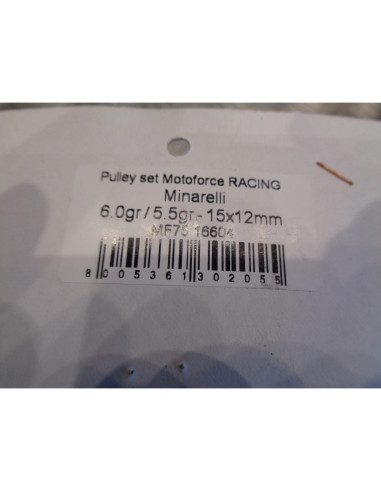 Pulley set Motoforce RACING
Minarelli
6.0gr / 5.5gr - 15x12mm
8 005361 302055